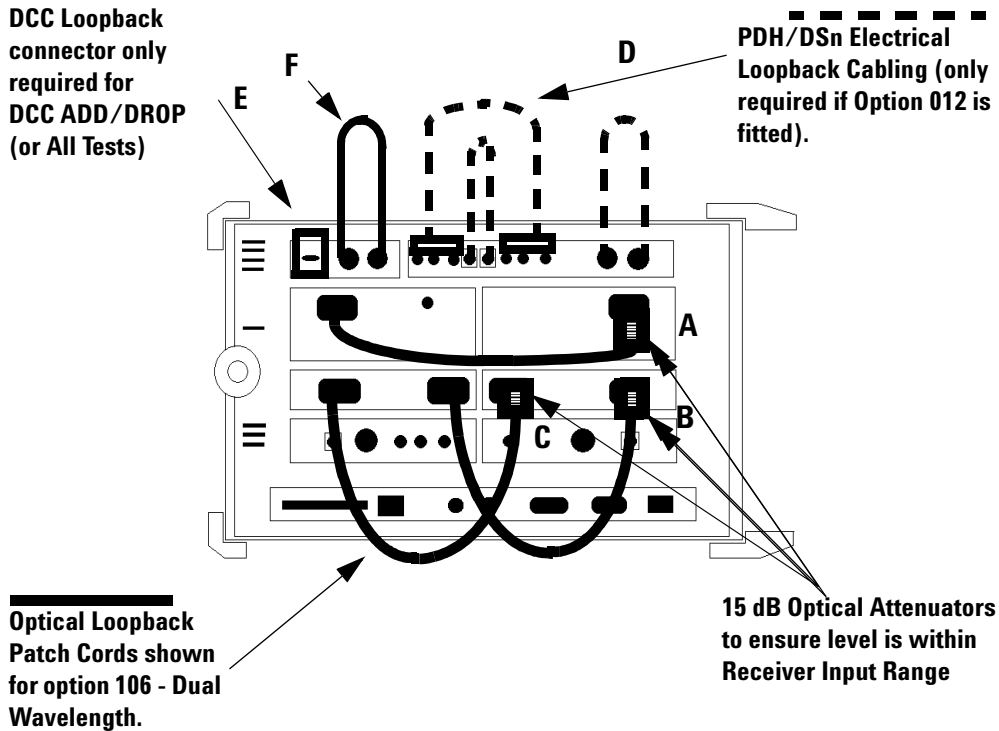 DCC Loopback
connector only
required for
DCC ADD/DROP
(or All Tests)
E
F
D
PDH/DSn Electrical
Loopback Cabling (only
required if Option 012 is
fitted).
A
B
C
Optical Loopback
Patch Cords shown
for option 106 - Dual
Wavelength.
15 dB Optical Attenuators
to ensure level is within
Receiver Input Range